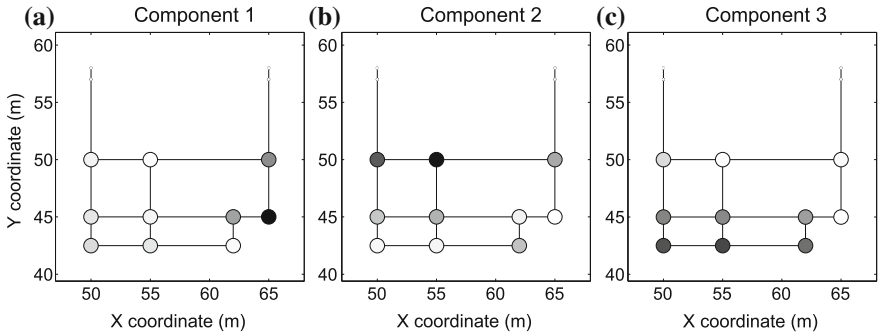 (a) Component 1 (b) Component 2 (c) Component 3
60 60 60
55 55 55
50 50 50
45 45 45
40 40 40
Y coordinate (m)
50 55 60 65 50 55 60 65 50 55 60 65
X coordinate (m) X coordinate (m) X coordinate (m)